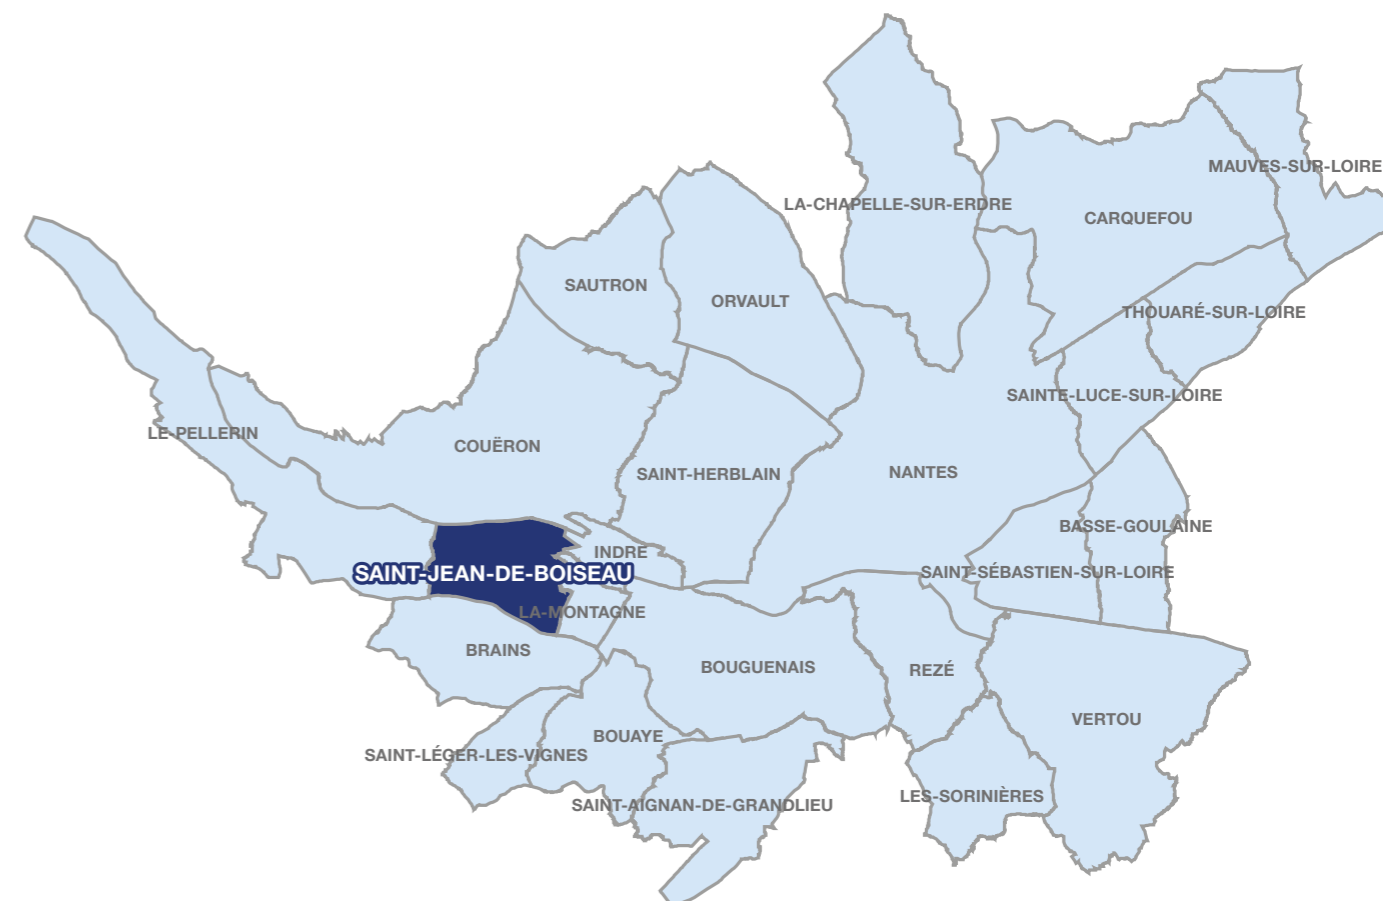 MAUVES-SUR-LOIRE
LA-CHAPELLE-SUR-ERDRE
CARQUEFOU
SAUTRON
ORVAULT
THOUARÉ-SUR-LOIRE
SAINTE-LUCE-SUR-LOIRE
LE-PELLERIN
COUËRON
SAINT-HERBLAIN
NANTES
BASSE-GOULAINE
INDRE
SAINT-JEAN-DE-BOISEAU
SAINT-SÉBASTIEN-SUR-LOIRE
LA-MONTAGNE
BRAINS
BOUGUENAIS
REZÉ
VERTOU
BOUAYE
SAINT-LÉGER-LES-VIGNES
LES-SORINIÈRES
SAINT-AIGNAN-DE-GRANDLIEU